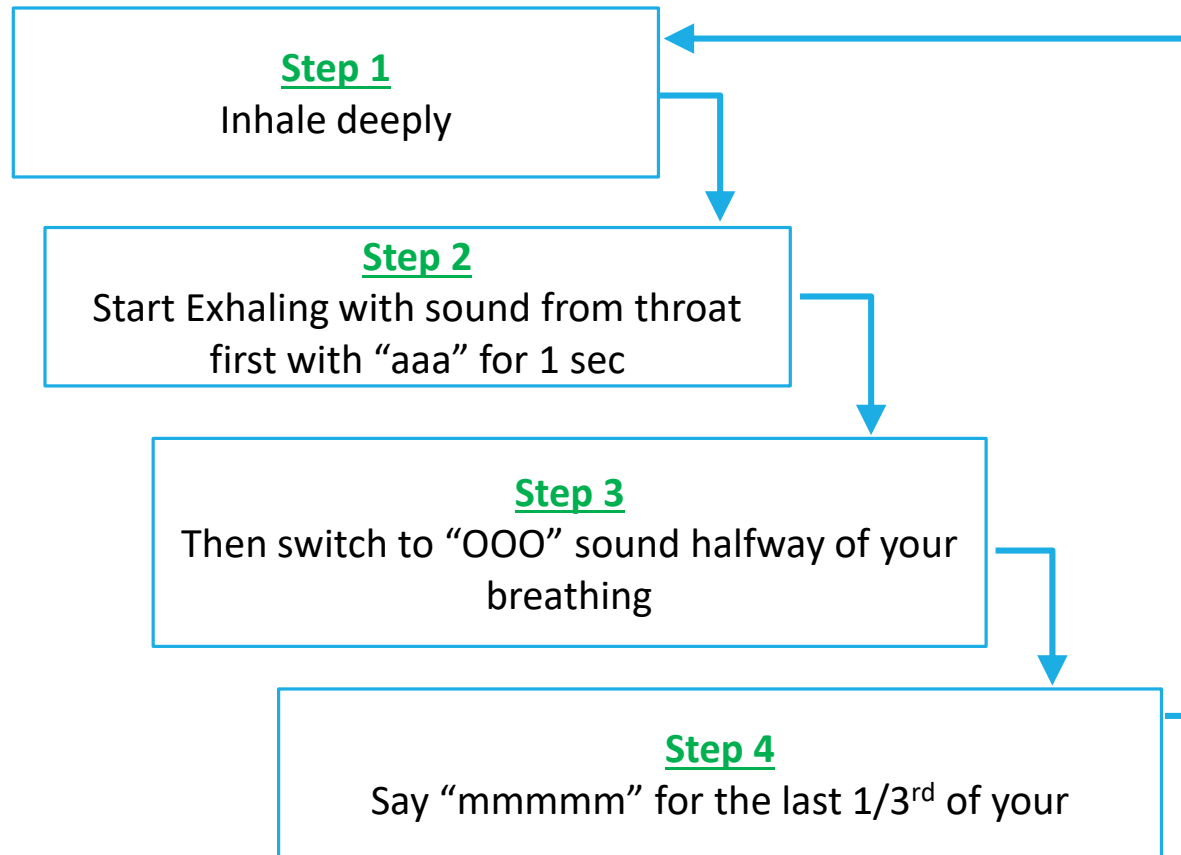 Step 1
Inhale deeply
Step 2
Start Exhaling with sound from throat
first with “aaa” for 1 sec
Step 3
Then switch to “OOO” sound halfway of your
breathing
Step 4
Say “mmmmm” for the last 1/3rd of your